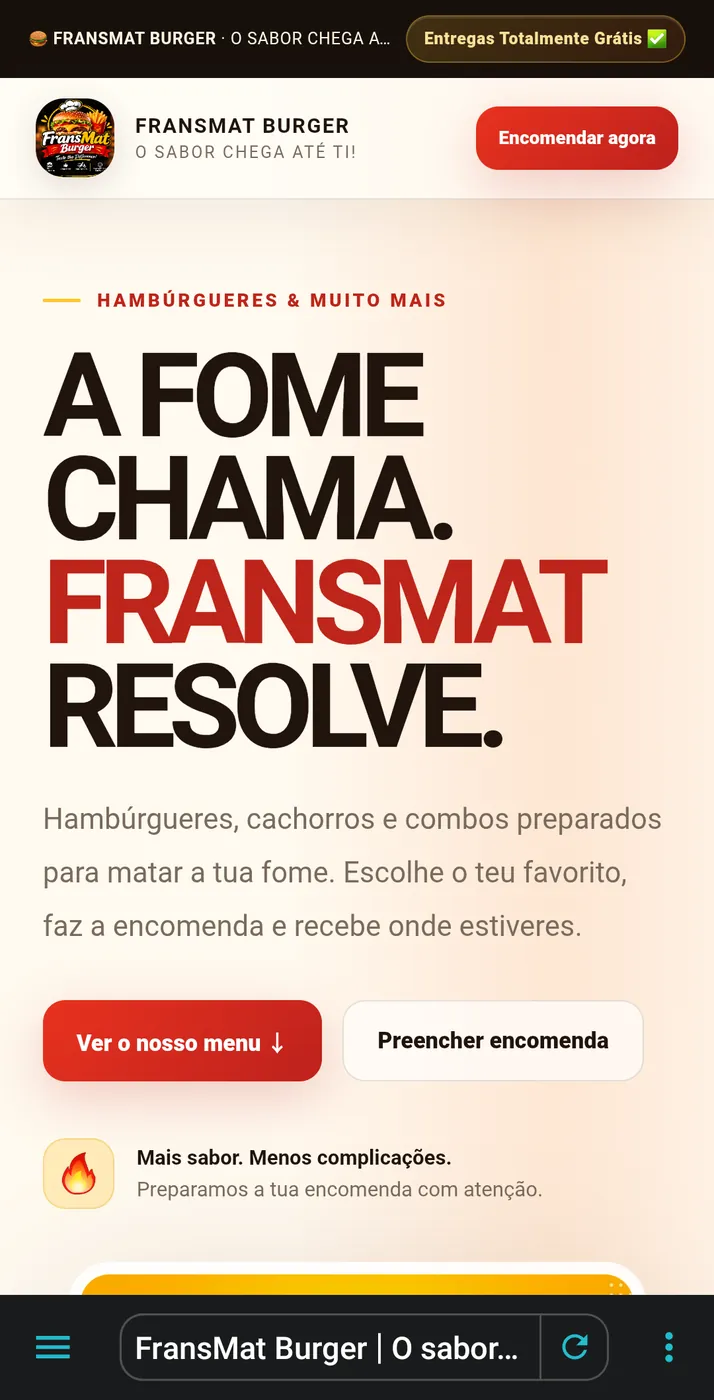 FRANSMAT BURGER · O SABOR CHEGA A…
Entregas Totalmente Grátis ✅
FransMat
Burger
FRANSMAT BURGER
O SABOR CHEGA ATÉ TI!
Encomendar agora
HAMBÚRGUERES & MUITO MAIS
A FOME
CHAMA.
FRANSMAT
RESOLVE.
Hambúrgueres, cachorros e combos preparados
para matar a tua fome. Escolhe o teu favorito,
faz a encomenda e recebe onde estiveres.
Ver o nosso menu ↓
Preencher encomenda
Mais sabor. Menos complicações.
Preparamos a tua encomenda com atenção.
FransMat Burger | O sabor...